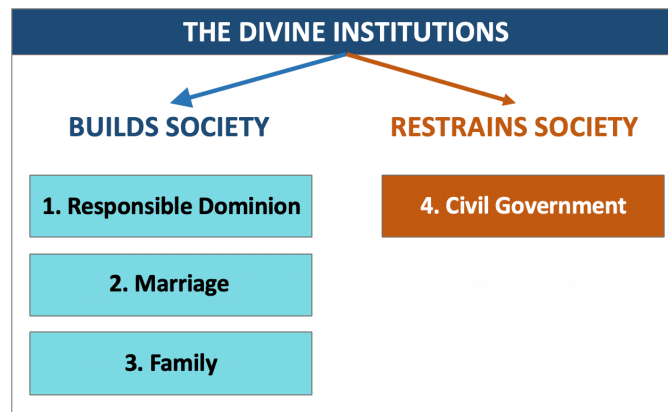 THE DIVINE INSTITUTIONS
BUILDS SOCIETY
RESTRAINS SOCIETY
1. Responsible Dominion
4. Civil Government
2. Marriage
3. Family